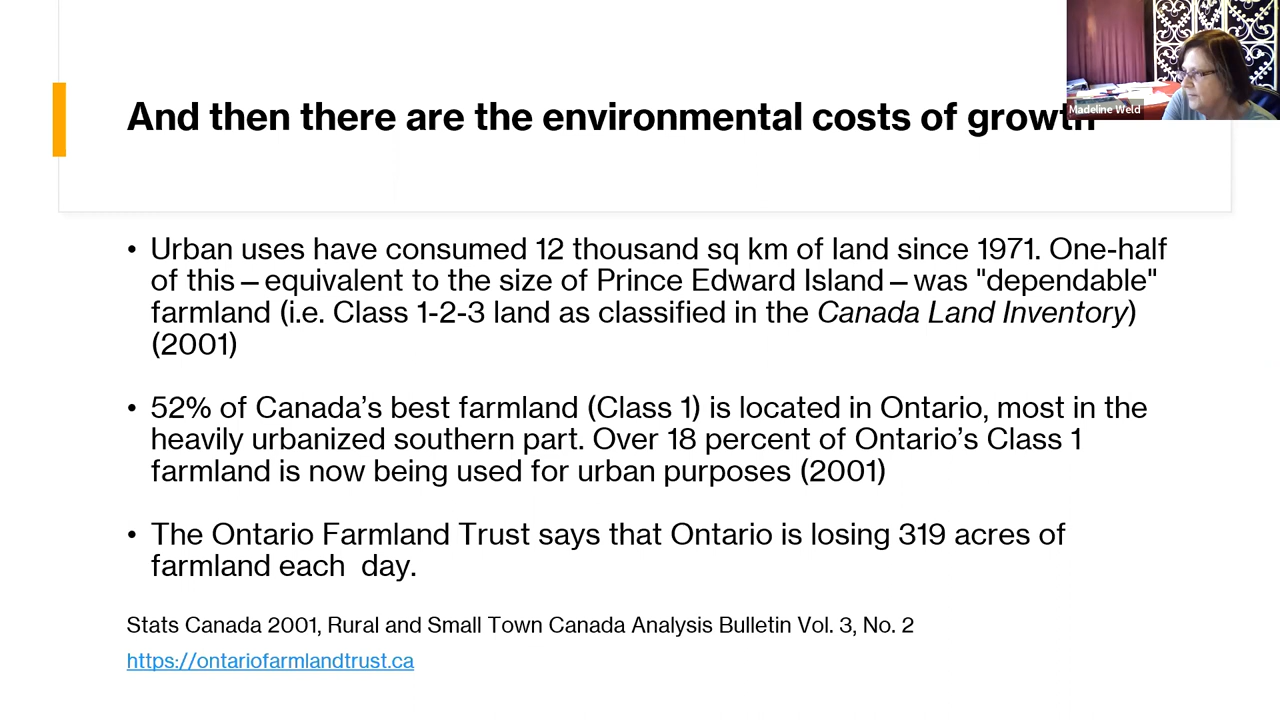 And then there are the environmental costs of growth
Madeline Weld
• Urban uses have consumed 12 thousand sq km of land since 1971. One-half
of this – equivalent to the size of Prince Edward Island – was "dependable"
farmland (i.e. Class 1-2-3 land as classified in the Canada Land Inventory)
(2001)
• 52% of Canada’s best farmland (Class 1) is located in Ontario, most in the
heavily urbanized southern part. Over 18 percent of Ontario’s Class 1
farmland is now being used for urban purposes (2001)
• The Ontario Farmland Trust says that Ontario is losing 319 acres of
farmland each  day.
Stats Canada 2001, Rural and Small Town Canada Analysis Bulletin Vol. 3, No. 2
https://ontariofarmlandtrust.ca